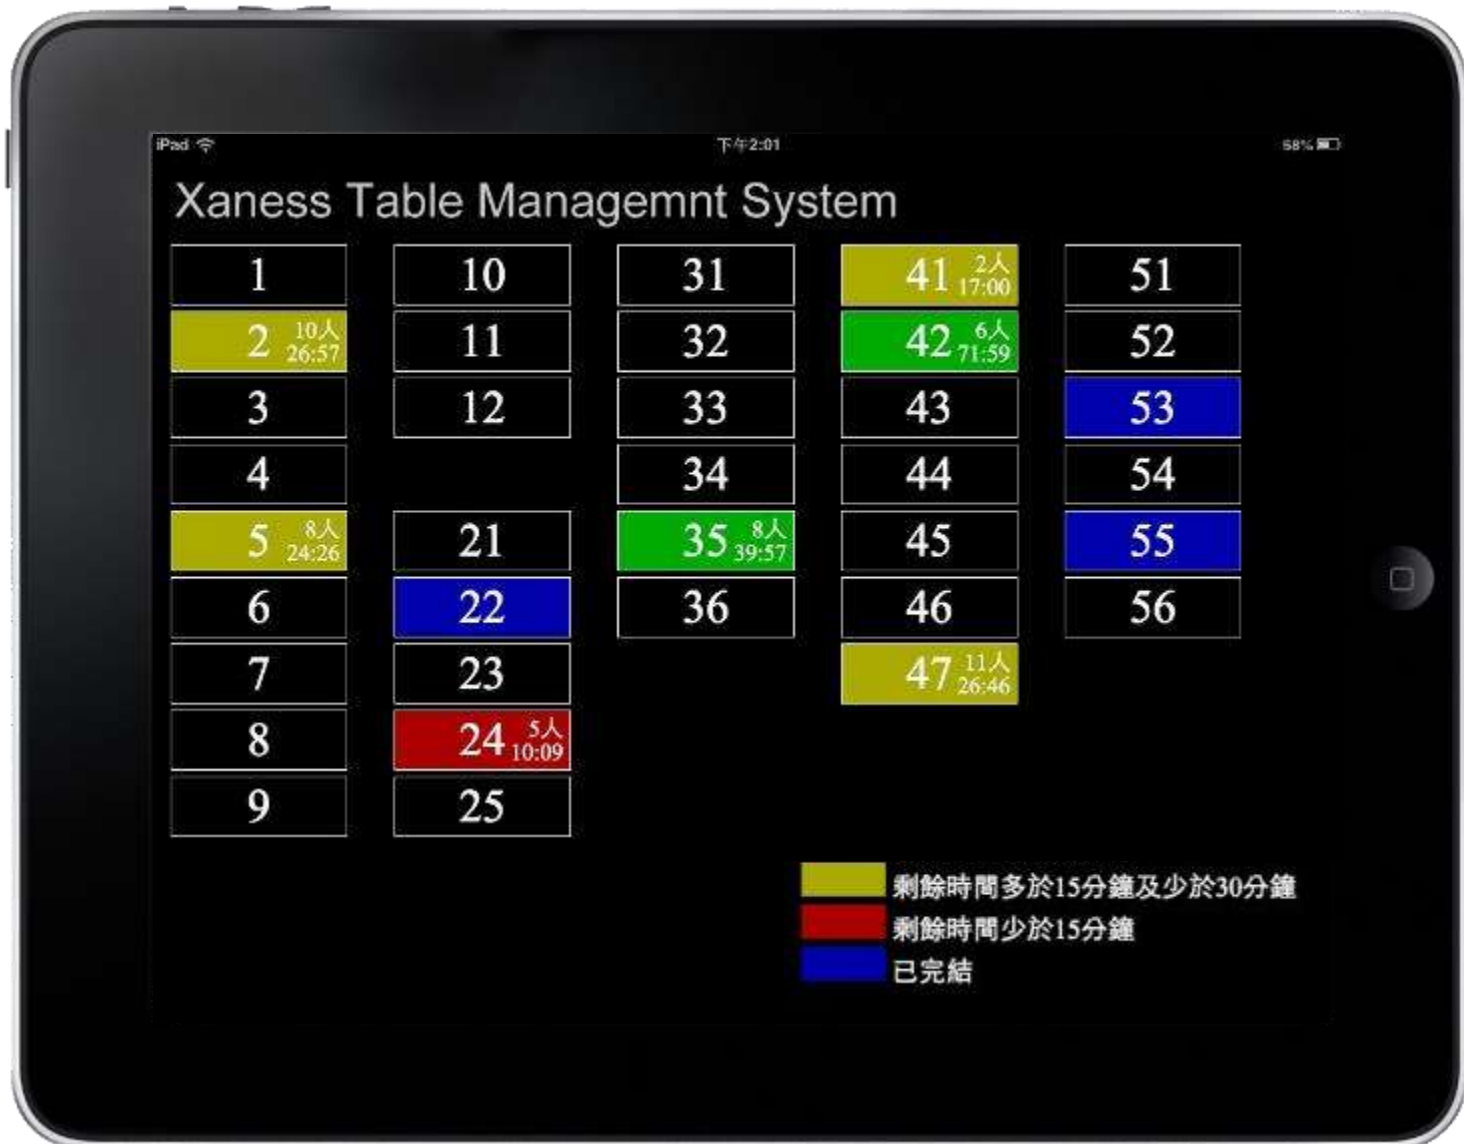 iPad 下午2:01 58%
Xaness Table Managemnt System
1 10 31 41 2人 17:00 51
2 10人 26:57 11 32 42 6人 71:59 52
3 12 33 43 53
4 34 44 54
5 8人 24:26 21 35 8人 39:57 45 55
6 22 36 46 56
7 23 47 11人 26:46
8 24 5人 10:09
9 25
剩餘時間多於15分鐘及少於30分鐘
剩餘時間少於15分鐘
已完結